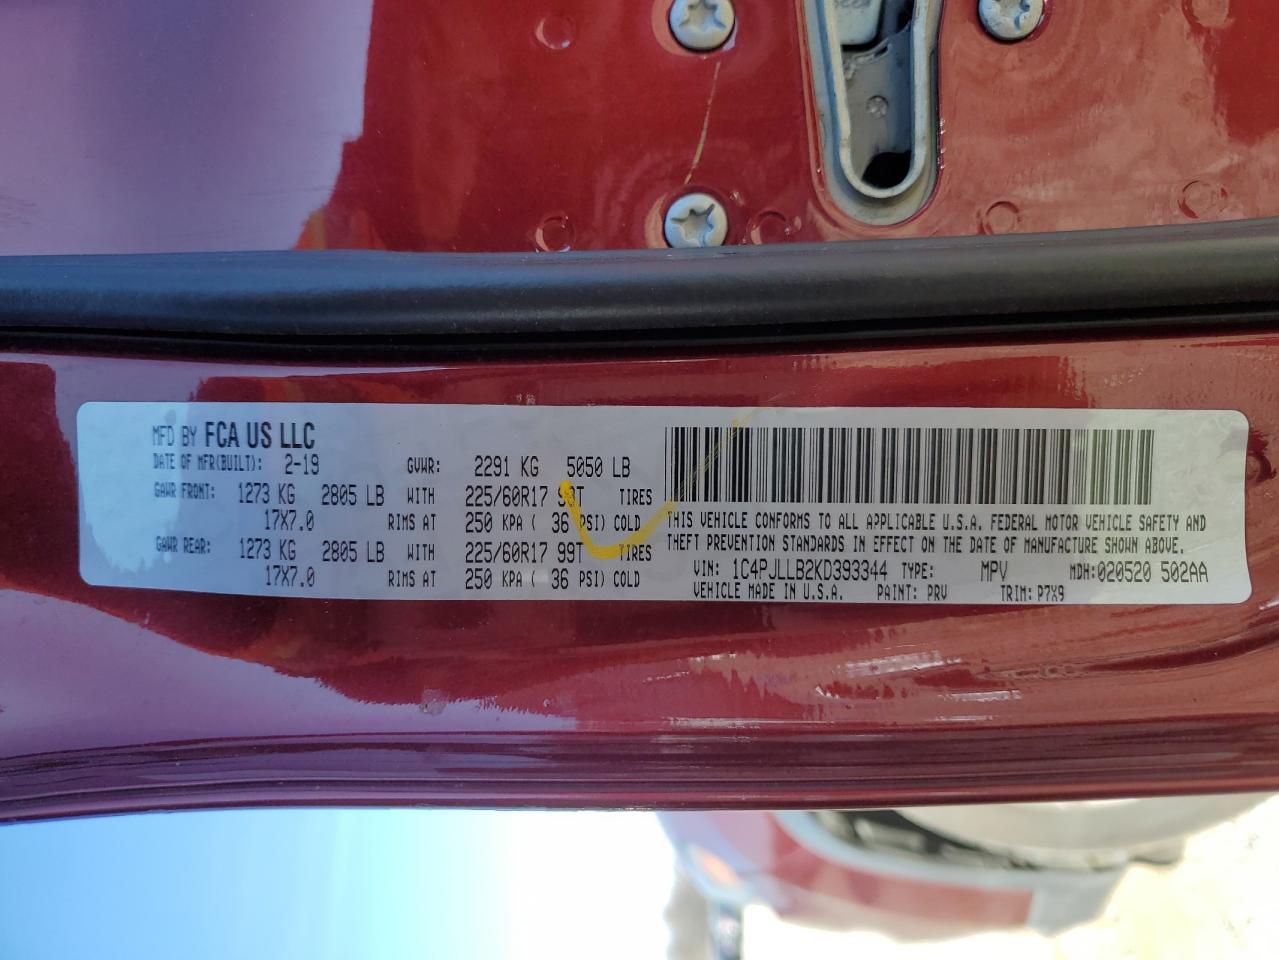 MFD BY FCA US LLC
DATE OF MFR(BUILT): 2-19 GVWR: 2291 KG 5050 LB
GAWR FRONT: 1273 KG 2805 LB WITH 225/60R17 99T TIRES
17X7.0 RIMS AT 250 KPA ( 36 PSI) COLD
GAWR REAR: 1273 KG 2805 LB WITH 225/60R17 99T TIRES
17X7.0 RIMS AT 250 KPA ( 36 PSI) COLD
THIS VEHICLE CONFORMS TO ALL APPLICABLE U.S.A. FEDERAL MOTOR VEHICLE SAFETY AND
THEFT PREVENTION STANDARDS IN EFFECT ON THE DATE OF MANUFACTURE SHOWN ABOVE.
VIN: 1C4PJLLB2KD393344 TYPE: MPV MDH:020520 502AA
VEHICLE MADE IN U.S.A. PAINT: PRV TRIM: P7X9